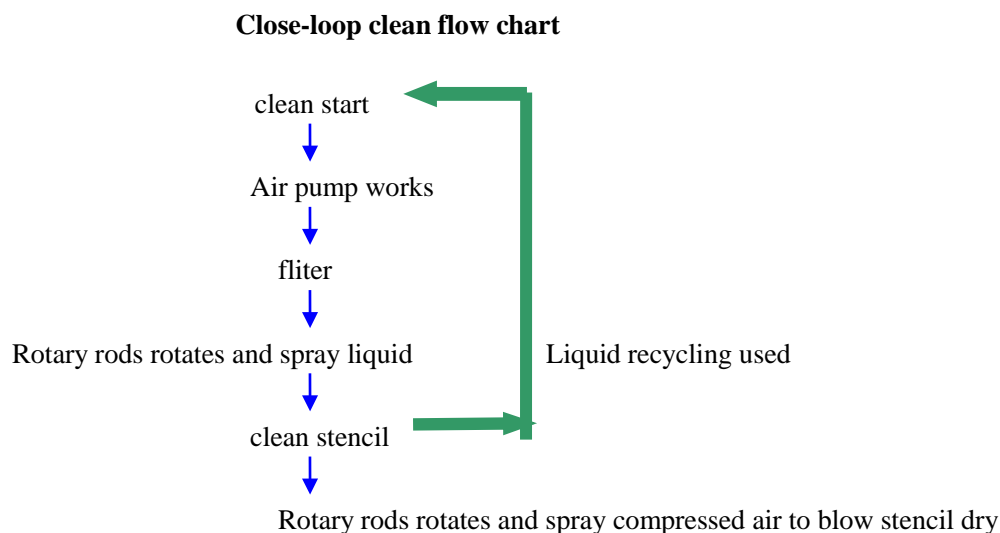 Close-loop clean flow chart
clean start
Air pump works
fliter
Rotary rods rotates and spray liquid
Liquid recycling used
clean stencil
Rotary rods rotates and spray compressed air to blow stencil dry